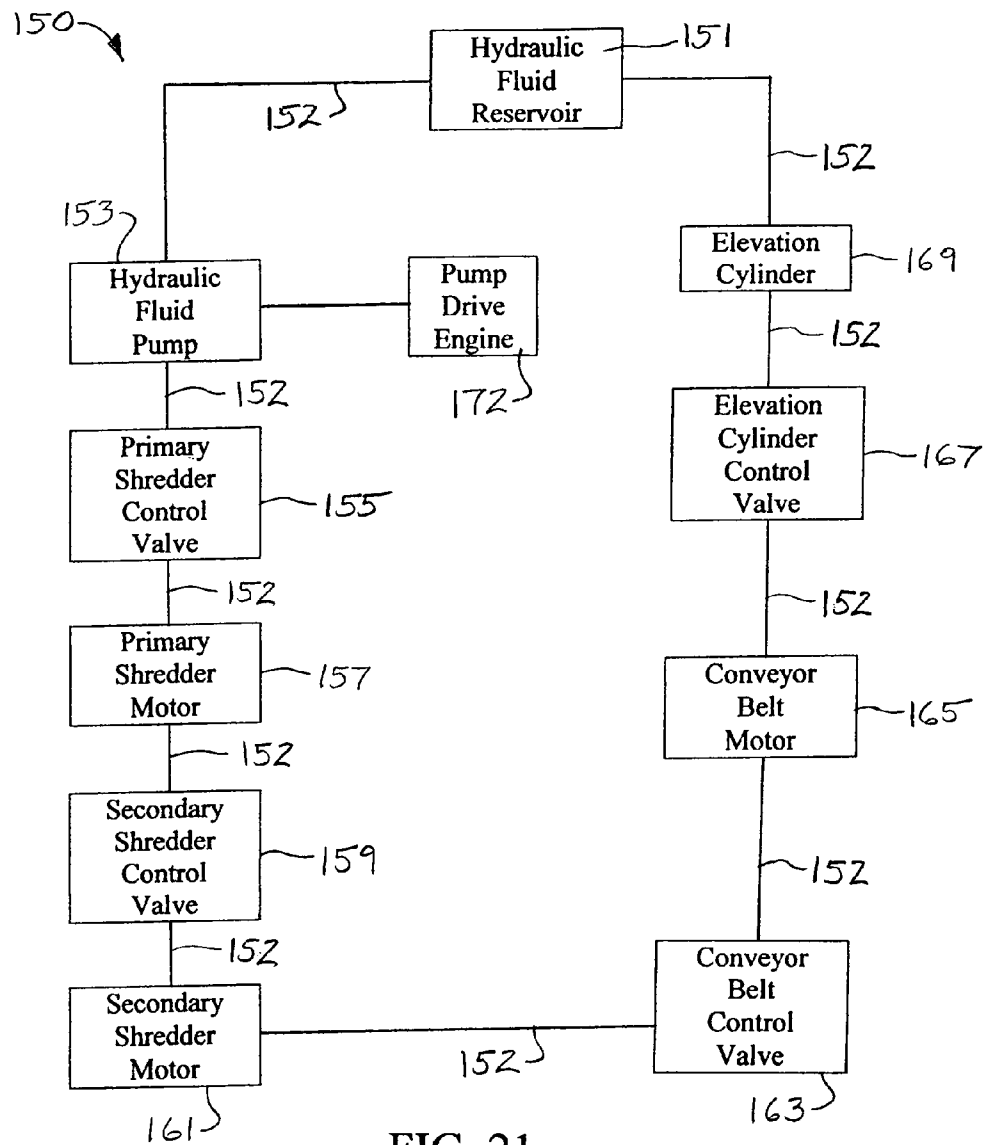 150
Hydraulic
Fluid
Reservoir
151
152
152
153
Hydraulic
Fluid
Pump
Pump
Drive
Engine
172
Elevation
Cylinder
169
152
152
Primary
Shredder
Control
Valve
155
Elevation
Cylinder
Control
Valve
167
152
152
Primary
Shredder
Motor
157
Conveyor
Belt
Motor
165
152
Secondary
Shredder
Control
Valve
159
152
152
Secondary
Shredder
Motor
161
152
Conveyor
Belt
Control
Valve
163
FIG. 21